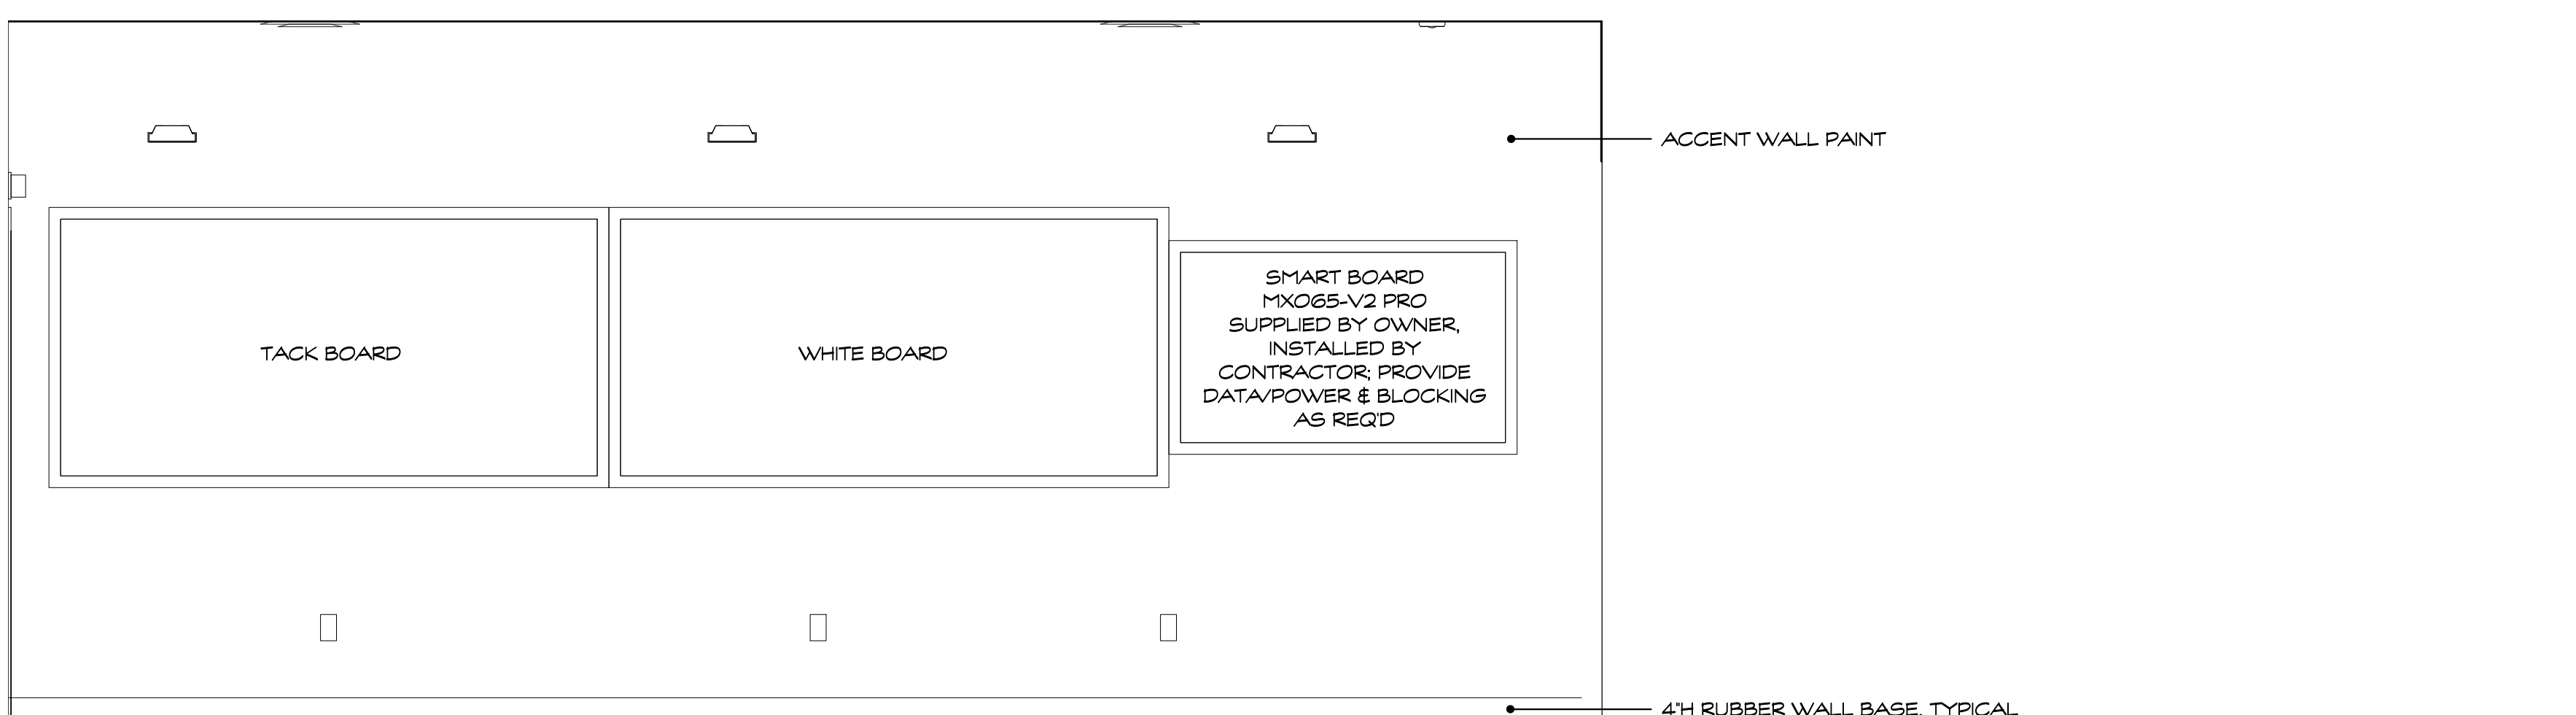 ACCENT WALL PAINT
TACK BOARD
WHITE BOARD
SMART BOARD
MX065-V2 PRO
SUPPLIED BY OWNER,
INSTALLED BY
CONTRACTOR; PROVIDE
DATA/POWER & BLOCKING
AS REQ'D
4"H RUBBER WALL BASE, TYPICAL